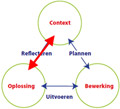 Context
Reflecteren
Plannen
Oplossing
Bewerking
Uitvoeren